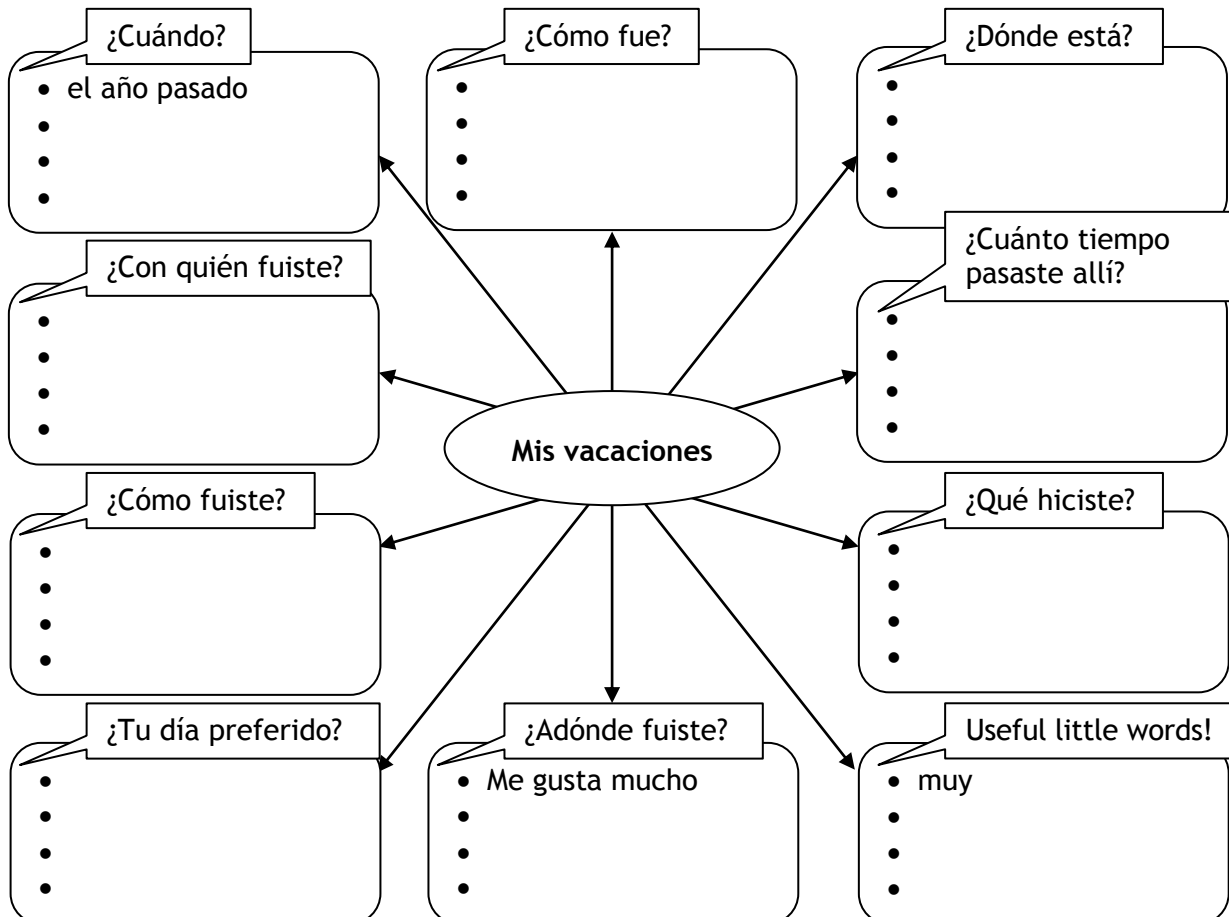 ¿Cuándo?
• el año pasado
¿Cómo fue?
¿Dónde está?
¿Con quién fuiste?
¿Cuánto tiempo
pasaste allí?
Mis vacaciones
¿Cómo fuiste?
¿Qué hiciste?
¿Tu día preferido?
¿Adónde fuiste?
• Me gusta mucho
Useful little words!
• muy